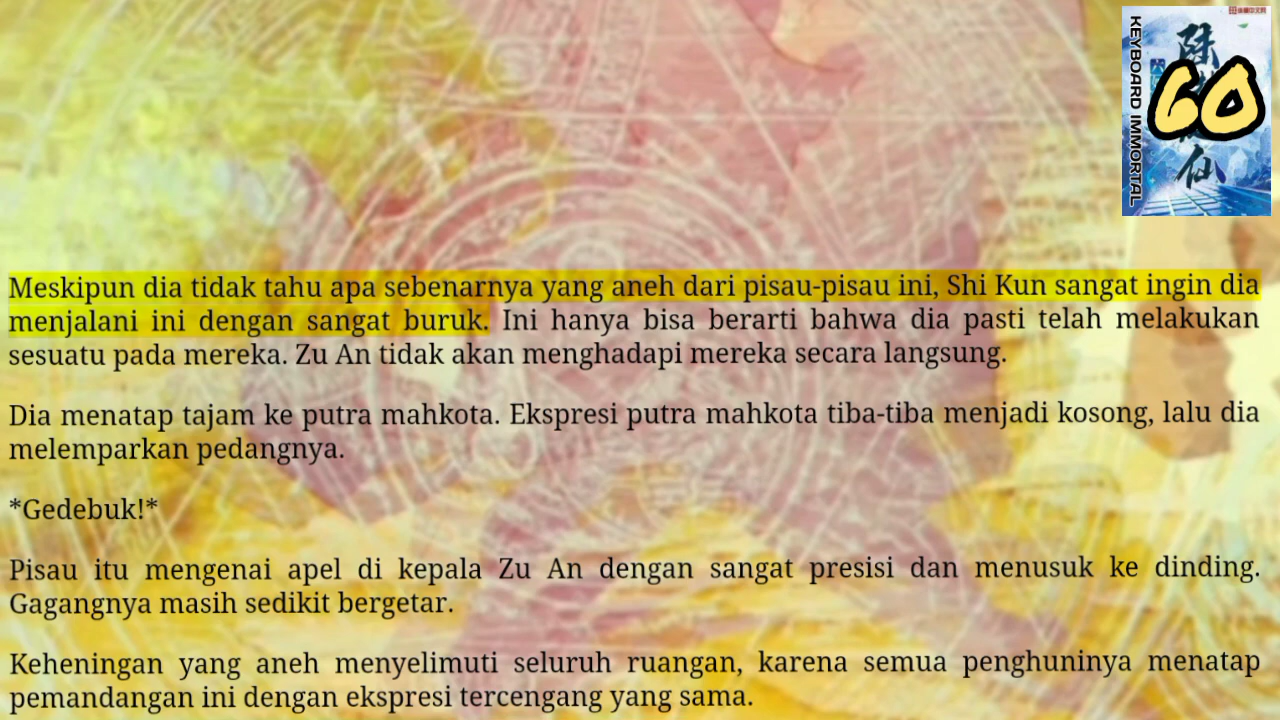 KEYBOARD IMMORTAL
60
仙
Meskipun dia tidak tahu apa sebenarnya yang aneh dari pisau-pisau ini, Shi Kun sangat ingin dia
menjalani ini dengan sangat buruk. Ini hanya bisa berarti bahwa dia pasti telah melakukan
sesuatu pada mereka. Zu An tidak akan menghadapi mereka secara langsung.
Dia menatap tajam ke putra mahkota. Ekspresi putra mahkota tiba-tiba menjadi kosong, lalu dia
melemparkan pedangnya.
*Gedebuk!*
Pisau itu mengenai apel di kepala Zu An dengan sangat presisi dan menusuk ke dinding.
Gagangnya masih sedikit bergetar.
Keheningan yang aneh menyelimuti seluruh ruangan, karena semua penghuninya menatap
pemandangan ini dengan ekspresi tercengang yang sama.